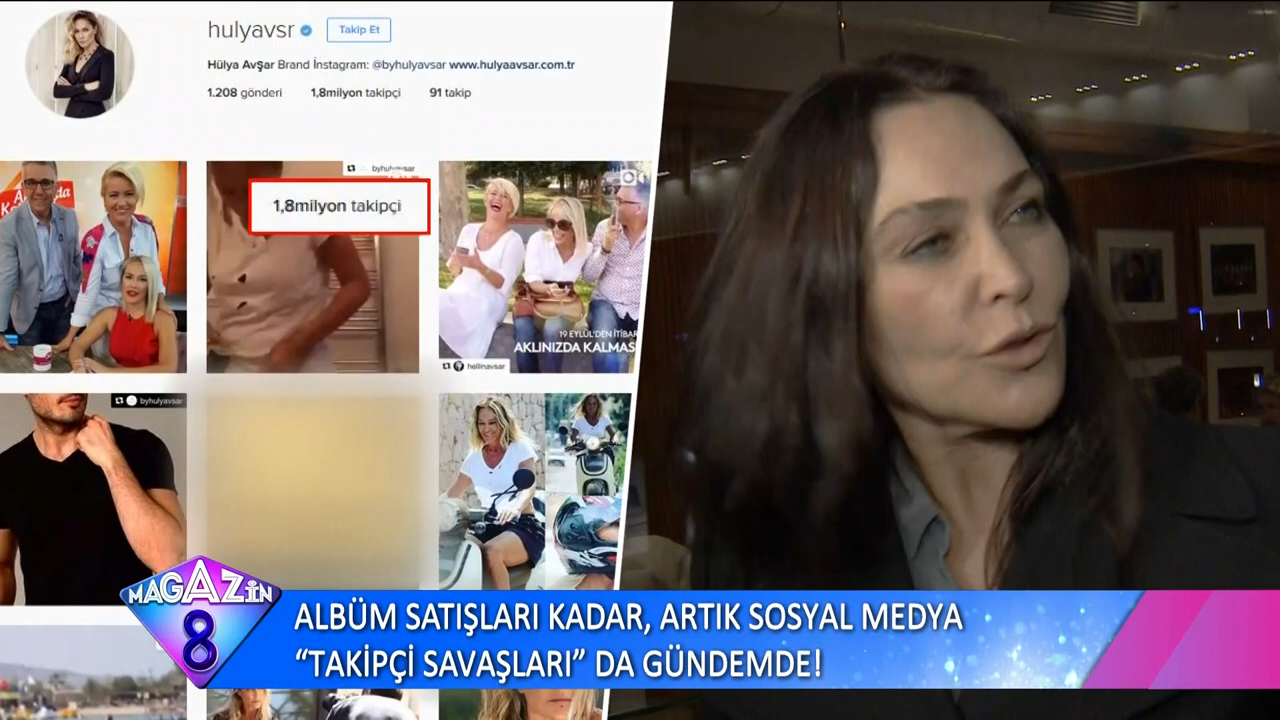 hulyavsr
Takip Et
Hülya AvŞar Brand İnstagram: @byhulyavsar www.hulyaavsar.com.tr
1.208 gönderi 1,8milyon takipçi 91 takip
byhulyavsar
1,8milyon takipçi
19 EYLÜL'DEN İTİBAR
AKLINIZDA KALMAS
hellinavsar
byhulyavsar
MAGAZİN
8
ALBÜM SATIŞLARI KADAR, ARTIK SOSYAL MEDYA
“TAKİPÇİ SAVAŞLARI” DA GÜNDEMDE!